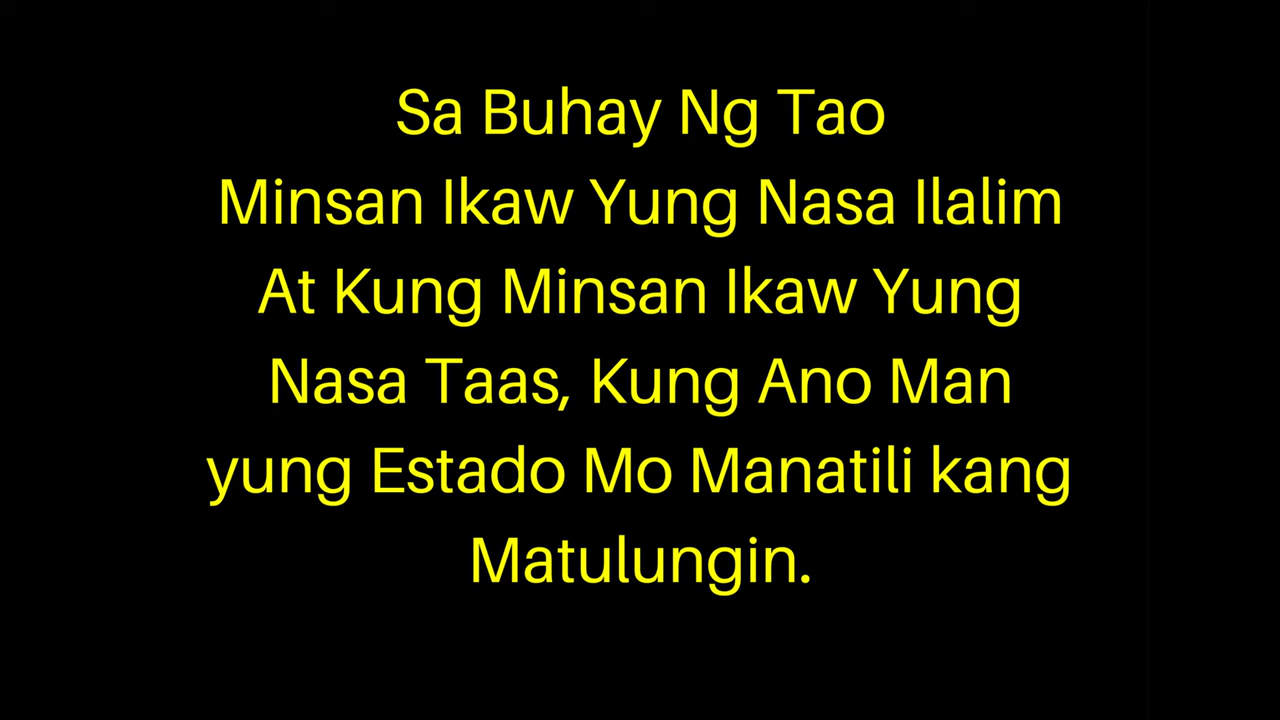 Sa Buhay Ng Tao
Minsan Ikaw Yung Nasa Ilalim
At Kung Minsan Ikaw Yung
Nasa Taas, Kung Ano Man
yung Estado Mo Manatili kang
Matulungin.